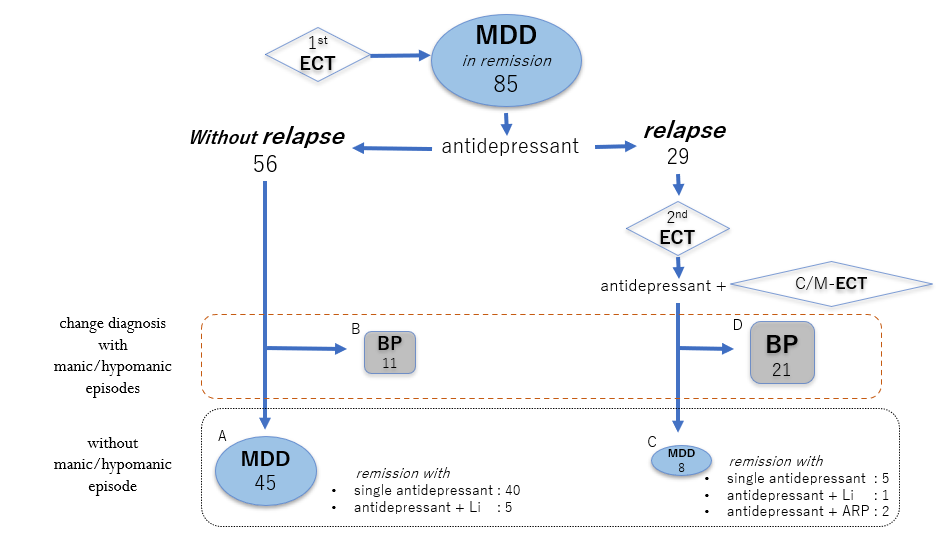 1st
ECT
MDD
in remission
85
Without relapse
56
antidepressant
relapse
29
2nd
ECT
antidepressant +
C/M-ECT
change diagnosis
with
manic/hypomanic
episodes
B
BP
11
D
BP
21
without
manic/hypomanic
episode
A
MDD
45
remission with
• single antidepressant : 40
• antidepressant + Li : 5
C
MDD
8
remission with
• single antidepressant : 5
• antidepressant + Li : 1
• antidepressant + ARP : 2